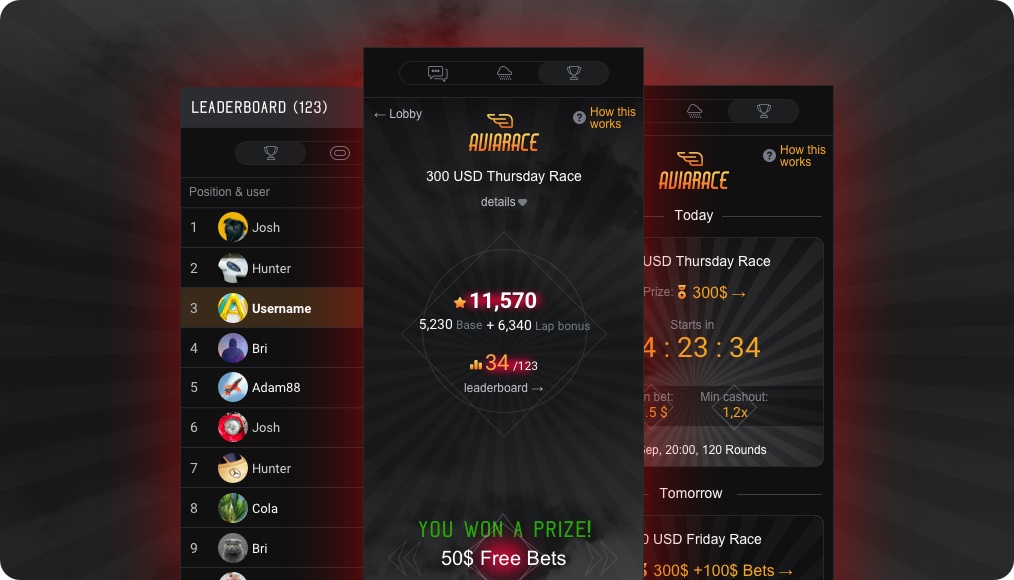 LEADERBOARD (123)
Position & user
1 Josh
2 Hunter
3 Username
4 Bri
5 Adam88
6 Josh
7 Hunter
8 Cola
9 Bri
← Lobby
? How this
works
AVIARACE
300 USD Thursday Race
details
11,570
5,230 Base + 6,340 Lap bonus
34 /123
leaderboard →
YOU WON A PRIZE!
50$ Free Bets
? How this
works
AVIARACE
Today
USD Thursday Race
Prize: 300$ →
Starts in
4 : 23 : 34
bet:
.5 $
Min cashout:
1,2x
20:00, 120 Rounds
Tomorrow
USD Friday Race
300$ +100$ Bets →